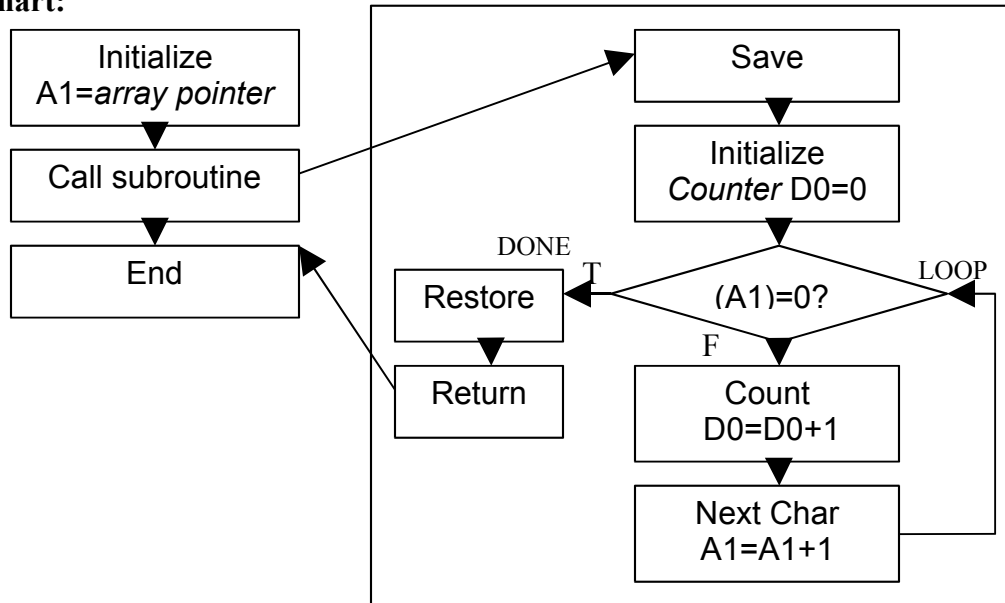 Initialize
A1=array pointer
Call subroutine
End
Save
Initialize
Counter D0=0
(A1)=0?
LOOP
T
DONE
F
Restore
Return
Count
D0=D0+1
Next Char
A1=A1+1